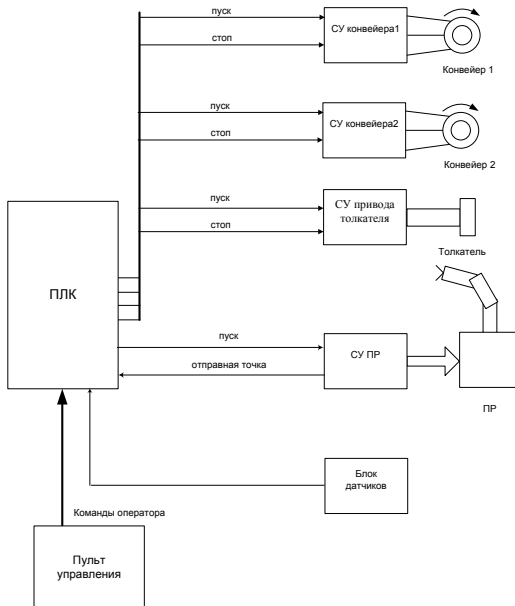 пуск
СУ конвейера1
стоп
Конвейер 1
пуск
СУ конвейера2
стоп
Конвейер 2
пуск
СУ привода
толкателя
стоп
Толкатель
ПЛК
пуск
СУ ПР
отправная точка
ПР
Блок
датчиков
Команды оператора
Пульт
управления